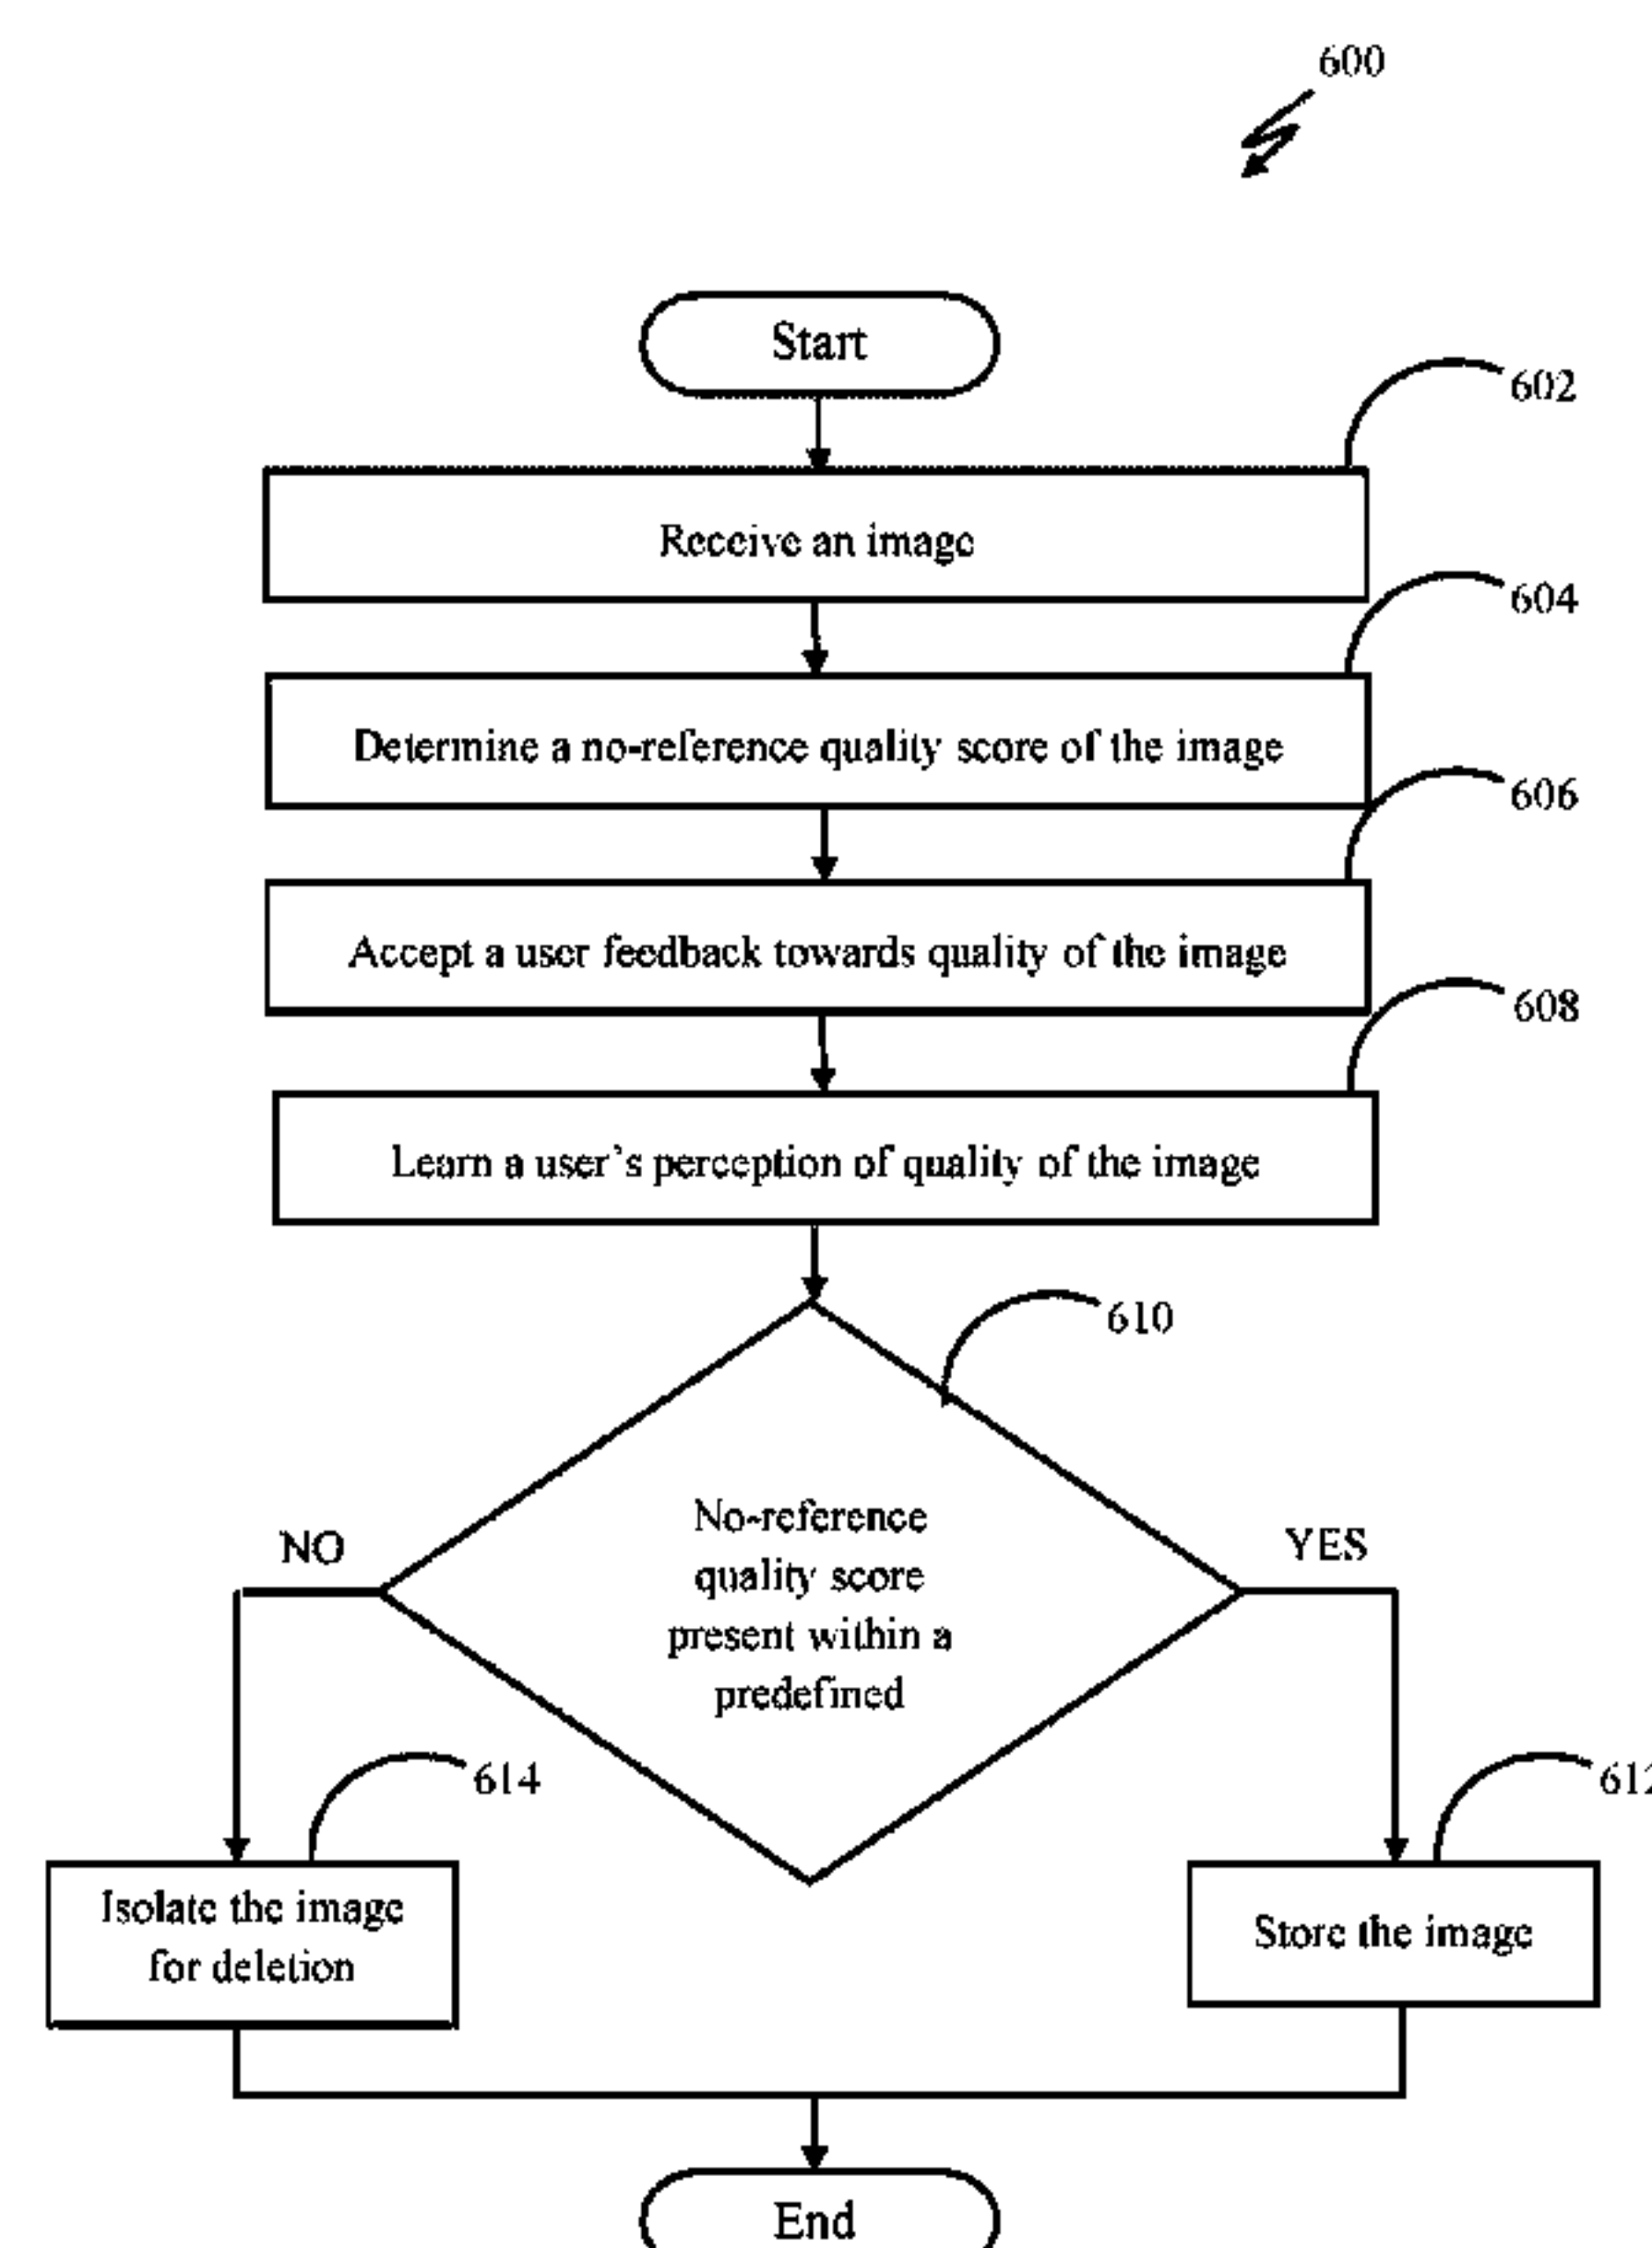 600
Start
602
Receive an image
604
Determine a no-reference quality score of the image
606
Accept a user feedback towards quality of the image
608
Learn a user's perception of quality of the image
610
No-reference
quality score
present within a
predefined
NO
YES
614
612
Isolate the image
for deletion
Store the image
End